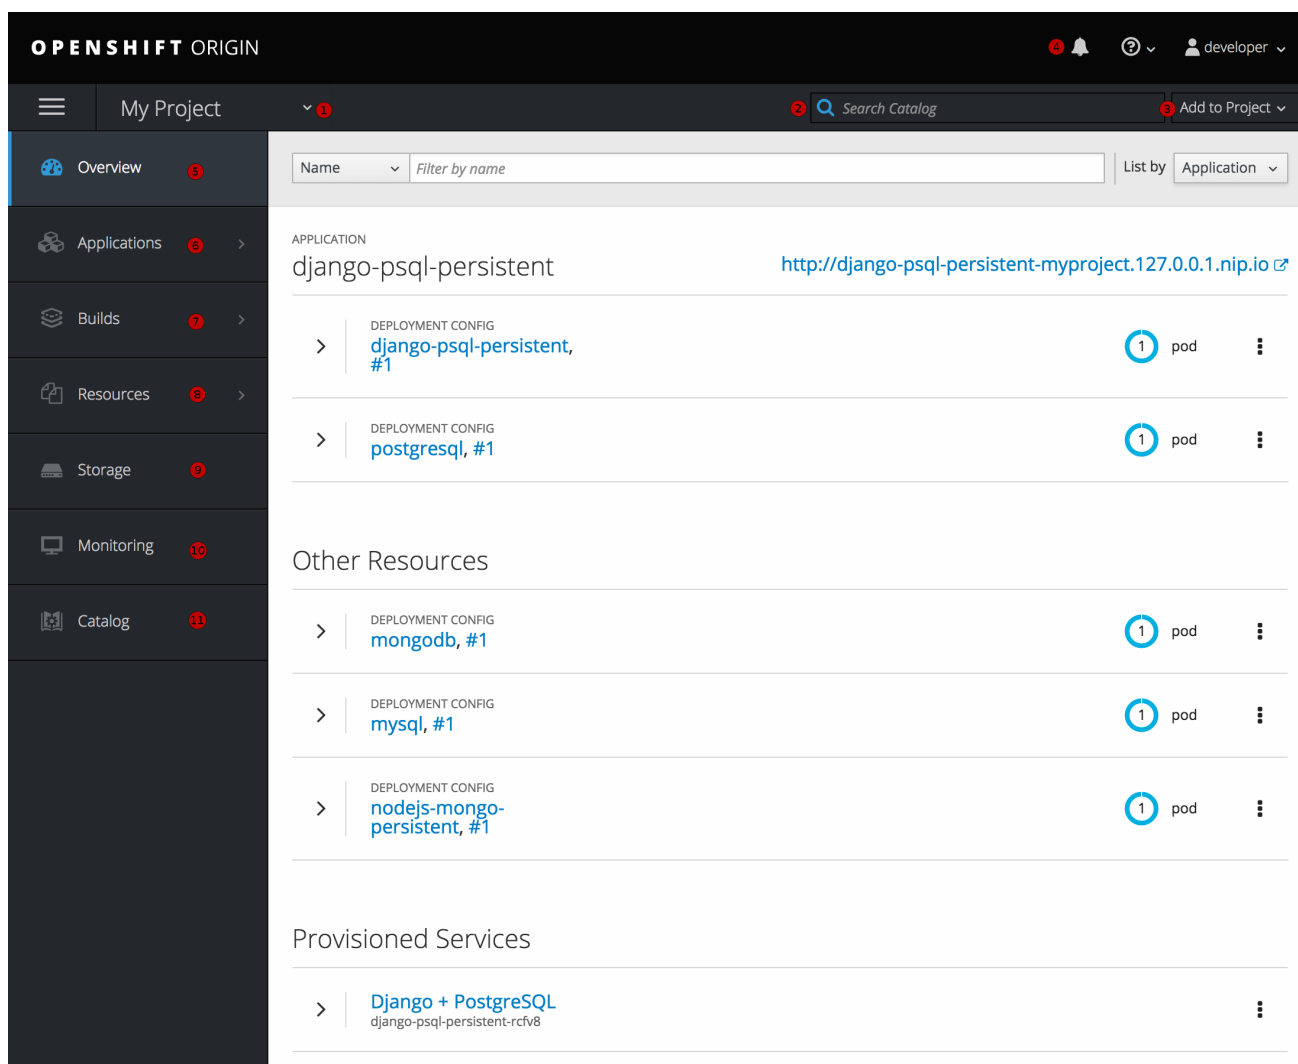 OPENSHIFT ORIGIN
4
developer
My Project
1
2
Search Catalog
3
Add to Project
Overview
5
Name
Filter by name
List by
Application
Applications
6
Builds
7
Resources
8
Storage
9
Monitoring
10
Catalog
11
APPLICATION
django-psql-persistent
http://django-psql-persistent-myproject.127.0.0.1.nip.io
DEPLOYMENT CONFIG
django-psql-persistent,
#1
1
pod
DEPLOYMENT CONFIG
postgresql, #1
1
pod
Other Resources
DEPLOYMENT CONFIG
mongodb, #1
1
pod
DEPLOYMENT CONFIG
mysql, #1
1
pod
DEPLOYMENT CONFIG
nodejs-mongo-
persistent, #1
1
pod
Provisioned Services
Django + PostgreSQL
django-psql-persistent-rcfv8